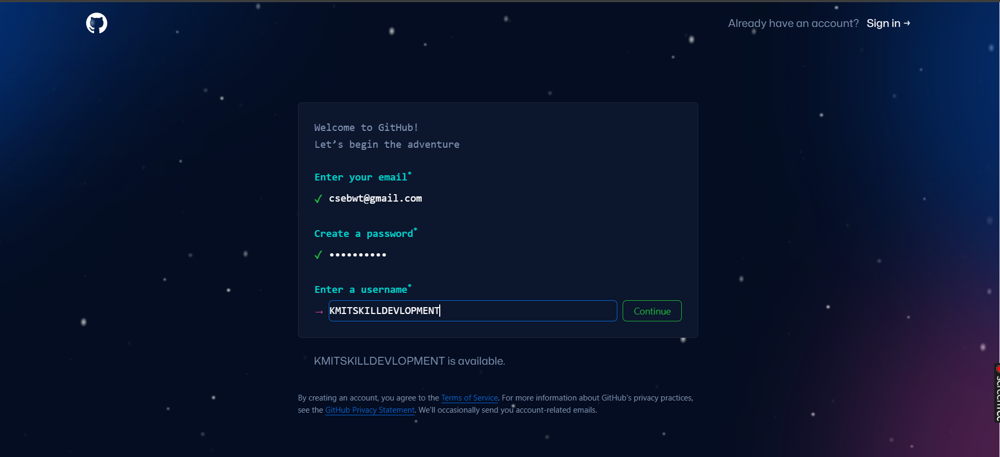 Already have an account? Sign in →
Welcome to GitHub!
Let’s begin the adventure
Enter your email*
✓ csebwt@gmail.com
Create a password*
✓ ••••••••••
Enter a username*
→ KMITSKILLDEVLOPMENT Continue
KMITSKILLDEVLOPMENT is available.
By creating an account, you agree to the Terms of Service. For more information about GitHub's privacy practices,
see the GitHub Privacy Statement. We'll occasionally send you account-related emails.